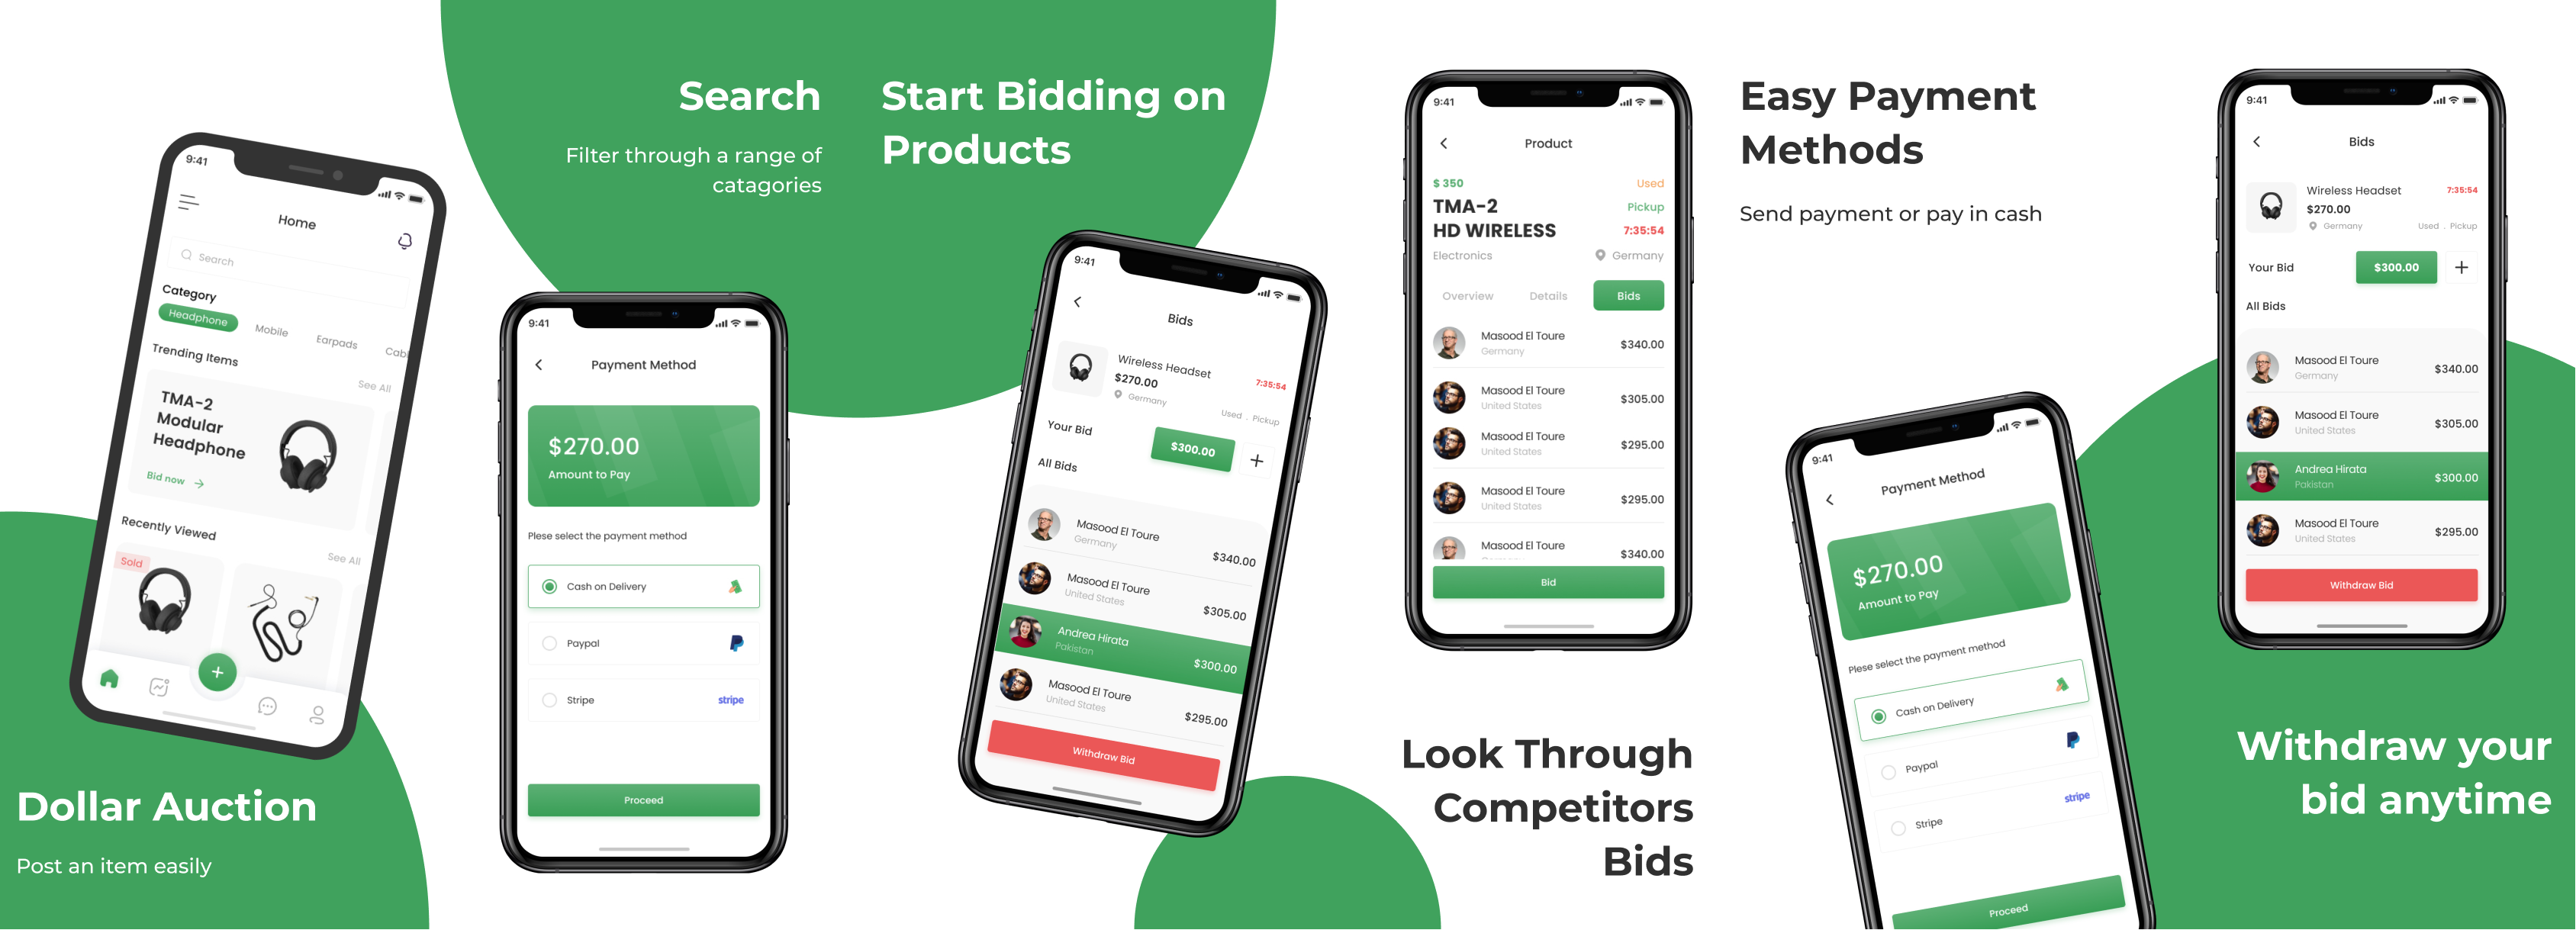 9:41
Home
Search
Category
Headphone
Mobile
Earpads
Cabl
Trending Items
See All
TMA-2
Modular
Headphone
Bid now
Recently Viewed
See All
Sold
Dollar Auction
Post an item easily
Search
Filter through a range of
catagories
9:41
Payment Method
$270.00
Amount to Pay
Plese select the payment method
Cash on Delivery
Paypal
Stripe
stripe
Proceed
Start Bidding on
Products
9:41
Bids
Wireless Headset
7:35:54
$270.00
Germany
Used . Pickup
Your Bid
$300.00
All Bids
Masood El Toure
Germany
$340.00
Masood El Toure
United States
$305.00
Andrea Hirata
Pakistan
$300.00
Masood El Toure
United States
$295.00
Withdraw Bid
9:41
Product
$ 350
Used
TMA-2
Pickup
HD WIRELESS
7:35:54
Electronics
Germany
Overview
Details
Bids
Masood El Toure
Germany
$340.00
Masood El Toure
United States
$305.00
Masood El Toure
United States
$295.00
Masood El Toure
United States
$295.00
Masood El Toure
$340.00
Bid
Look Through
Competitors
Bids
Easy Payment
Methods
Send payment or pay in cash
9:41
Payment Method
$270.00
Amount to Pay
Plese select the payment method
Cash on Delivery
Paypal
Stripe
stripe
Proceed
9:41
Bids
Wireless Headset
7:35:54
$270.00
Germany
Used . Pickup
Your Bid
$300.00
All Bids
Masood El Toure
Germany
$340.00
Masood El Toure
United States
$305.00
Andrea Hirata
Pakistan
$300.00
Masood El Toure
United States
$295.00
Withdraw Bid
Withdraw your
bid anytime